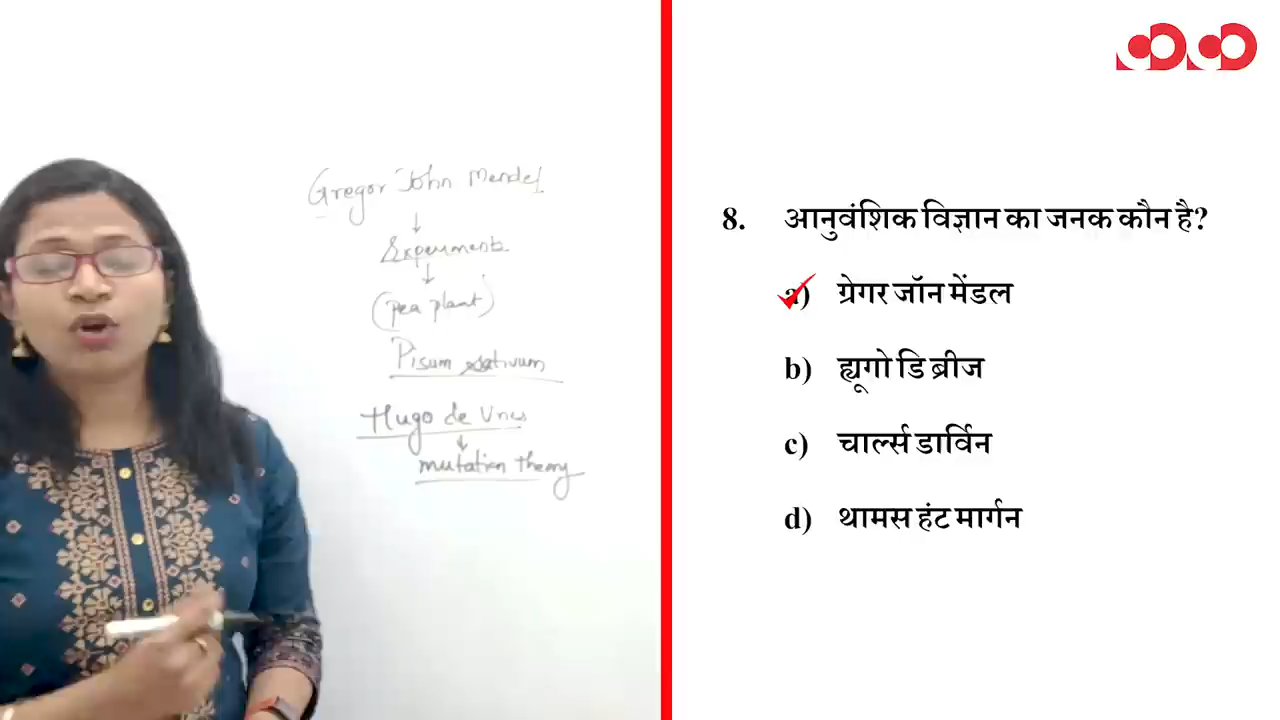 Gregor John Mendel
Experiments
(Pea plant)
Pisum sativum
Hugo de Vries
mutation theory
8. आनुवंशिक विज्ञान का जनक कौन है?
a) ग्रेगर जॉन मेंडल
b) ह्यूगो डि ब्रीज
c) चार्ल्स डार्विन
d) थामस हंट मार्गन